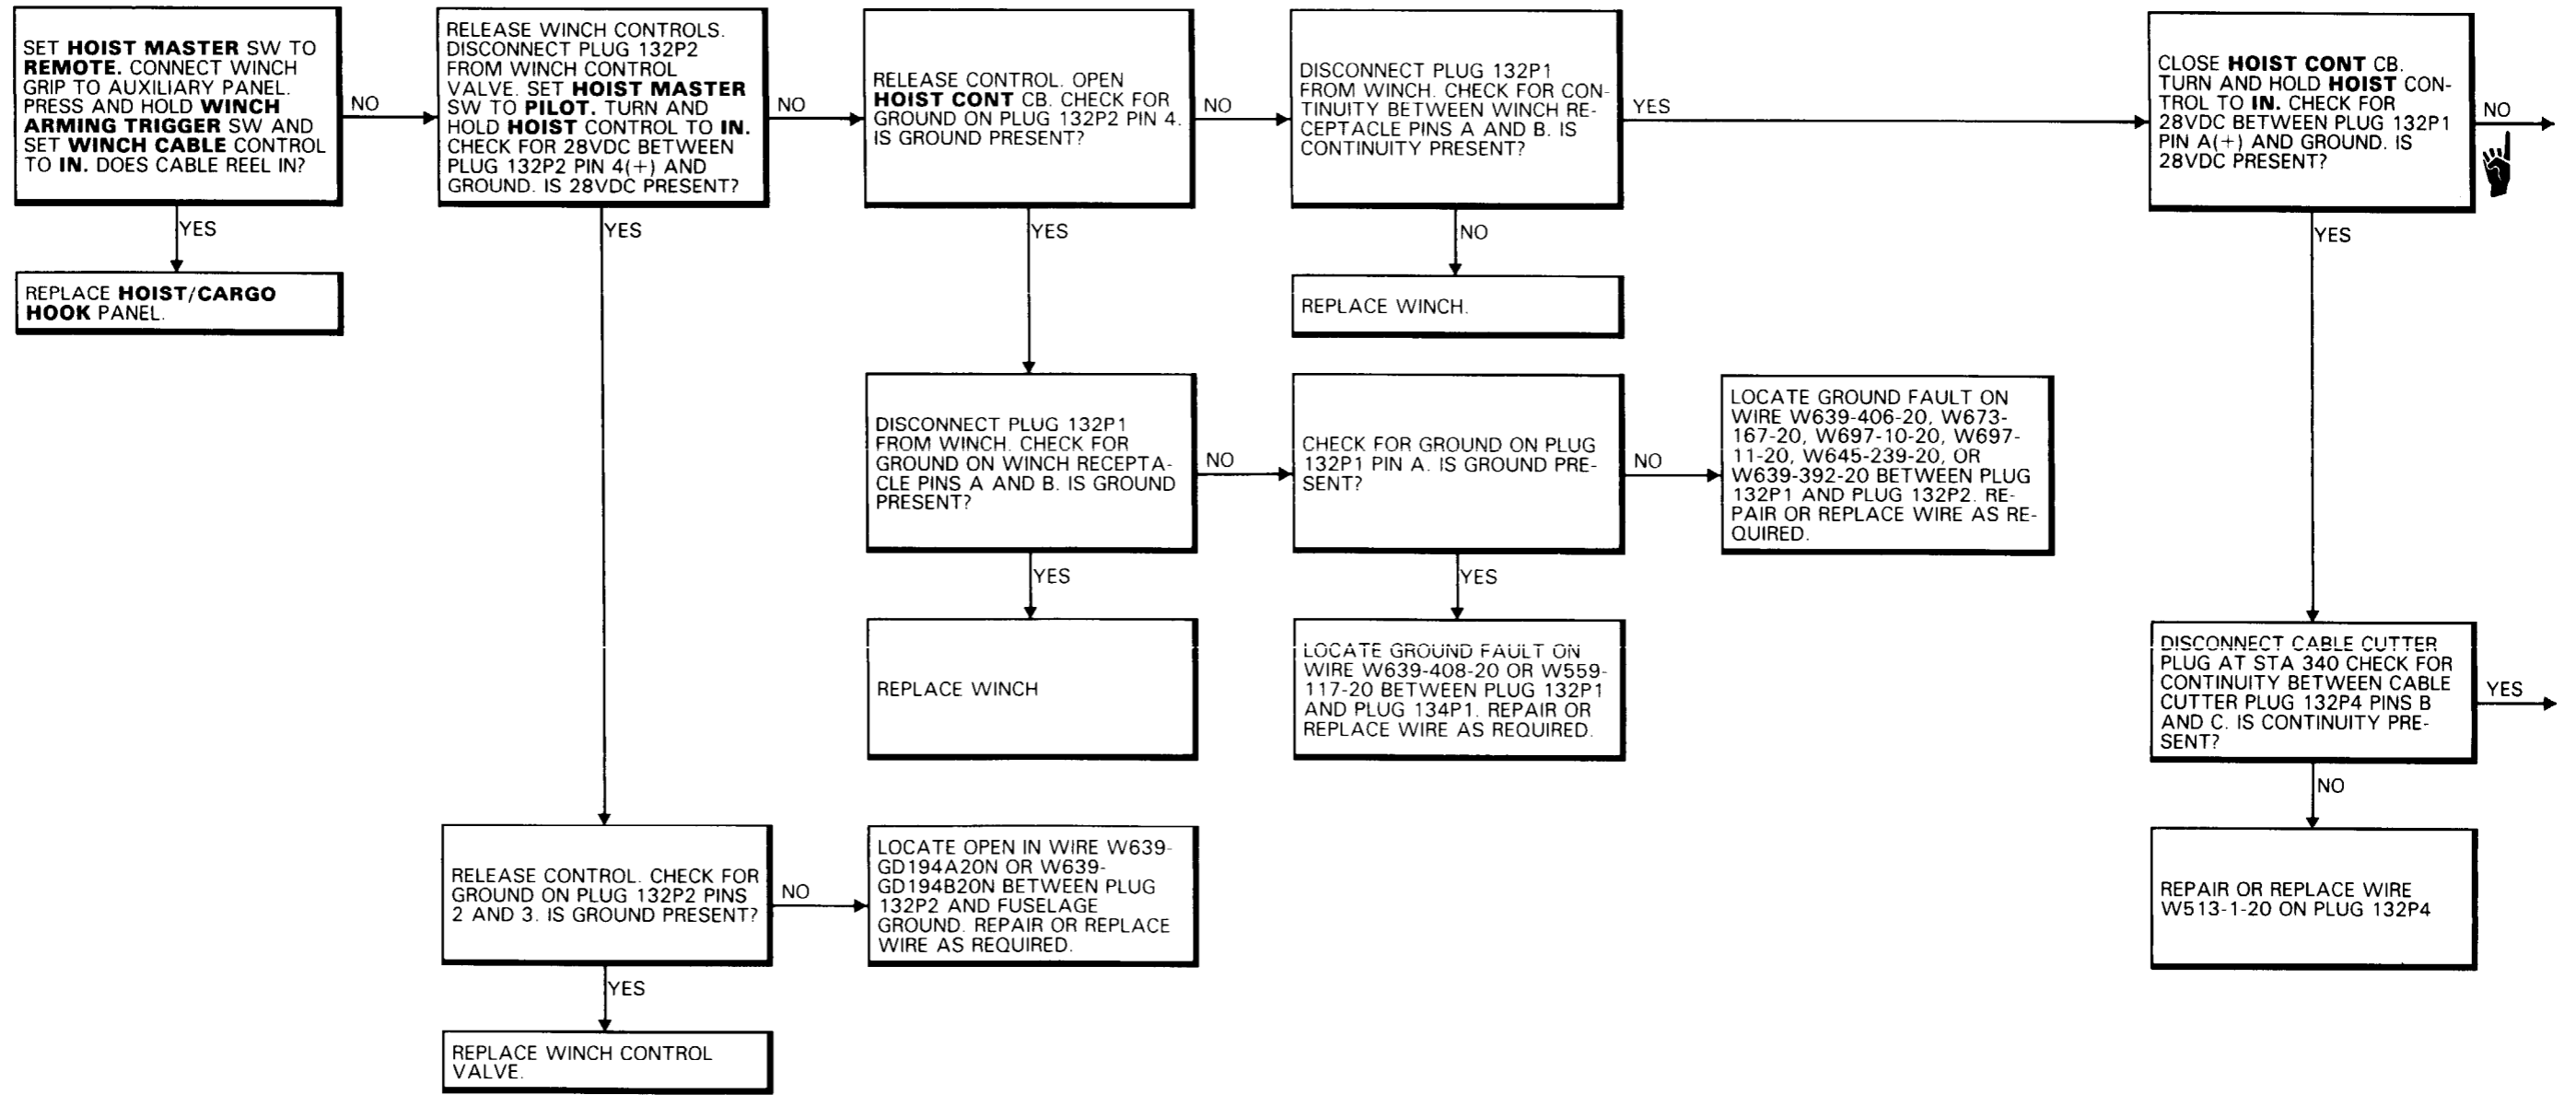 SET HOIST MASTER SW TO
REMOTE. CONNECT WINCH
GRIP TO AUXILIARY PANEL.
PRESS AND HOLD WINCH
ARMING TRIGGER SW AND
SET WINCH CABLE CONTROL
TO IN. DOES CABLE REEL IN?
NO
YES
REPLACE HOIST/CARGO
HOOK PANEL.
RELEASE WINCH CONTROLS.
DISCONNECT PLUG 132P2
FROM WINCH CONTROL
VALVE. SET HOIST MASTER
SW TO PILOT. TURN AND
HOLD HOIST CONTROL TO IN.
CHECK FOR 28VDC BETWEEN
PLUG 132P2 PIN 4(+) AND
GROUND. IS 28VDC PRESENT?
NO
YES
RELEASE CONTROL. OPEN
HOIST CONT CB. CHECK FOR
GROUND ON PLUG 132P2 PIN 4.
IS GROUND PRESENT?
NO
YES
DISCONNECT PLUG 132P1
FROM WINCH. CHECK FOR CON-
TINUITY BETWEEN WINCH RE-
CEPTACLE PINS A AND B. IS
CONTINUITY PRESENT?
YES
NO
REPLACE WINCH.
CLOSE HOIST CONT CB.
TURN AND HOLD HOIST CON-
TROL TO IN. CHECK FOR
28VDC BETWEEN PLUG 132P1
PIN A(+) AND GROUND. IS
28VDC PRESENT?
NO
YES
DISCONNECT PLUG 132P1
FROM WINCH. CHECK FOR
GROUND ON WINCH RECEPTA-
CLE PINS A AND B. IS GROUND
PRESENT?
NO
YES
CHECK FOR GROUND ON PLUG
132P1 PIN A. IS GROUND PRE-
SENT?
NO
YES
LOCATE GROUND FAULT ON
WIRE W639-406-20, W673-
167-20, W697-10-20, W697-
11-20, W645-239-20, OR
W639-392-20 BETWEEN PLUG
132P1 AND PLUG 132P2. RE-
PAIR OR REPLACE WIRE AS RE-
QUIRED.
REPLACE WINCH
LOCATE GROUND FAULT ON
WIRE W639-408-20 OR W559-
117-20 BETWEEN PLUG 132P1
AND PLUG 134P1. REPAIR OR
REPLACE WIRE AS REQUIRED.
DISCONNECT CABLE CUTTER
PLUG AT STA 340 CHECK FOR
CONTINUITY BETWEEN CABLE
CUTTER PLUG 132P4 PINS B
AND C. IS CONTINUITY PRE-
SENT?
YES
NO
RELEASE CONTROL. CHECK FOR
GROUND ON PLUG 132P2 PINS
2 AND 3. IS GROUND PRESENT?
NO
YES
LOCATE OPEN IN WIRE W639-
GD194A20N OR W639-
GD194B20N BETWEEN PLUG
132P2 AND FUSELAGE
GROUND. REPAIR OR REPLACE
WIRE AS REQUIRED.
REPAIR OR REPLACE WIRE
W513-1-20 ON PLUG 132P4
REPLACE WINCH CONTROL
VALVE.